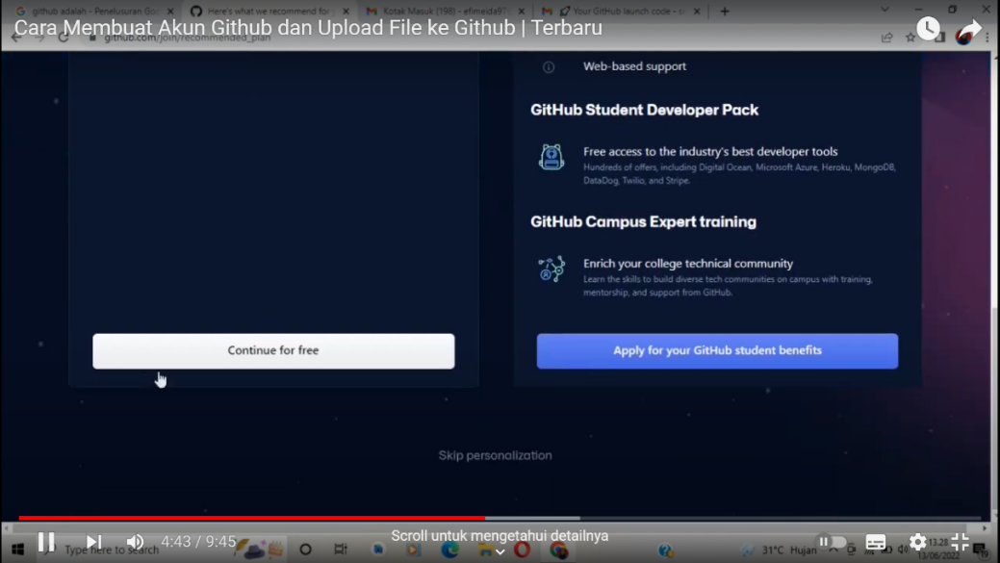 github adalah - Penelusuran Goo
Here's what we recommend for
Kotak Masuk (198) - efimeida97
Your GitHub launch code -
Cara Membuat Akun Github dan Upload File ke Github | Terbaru
github.com/join/recommended_plan
Web-based support
GitHub Student Developer Pack
Free access to the industry's best developer tools
Hundreds of offers, including Digital Ocean, Microsoft Azure, Heroku, MongoDB,
DataDog, Twilio, and Stripe.
GitHub Campus Expert training
Enrich your college technical community
Learn the skills to build diverse tech communities on campus with training,
mentorship, and support from GitHub.
Continue for free
Apply for your GitHub student benefits
Skip personalization
4:43 / 9:45
Scroll untuk mengetahui detailnya
Type here to search
31°C Hujan
13.28
13/06/2022
19